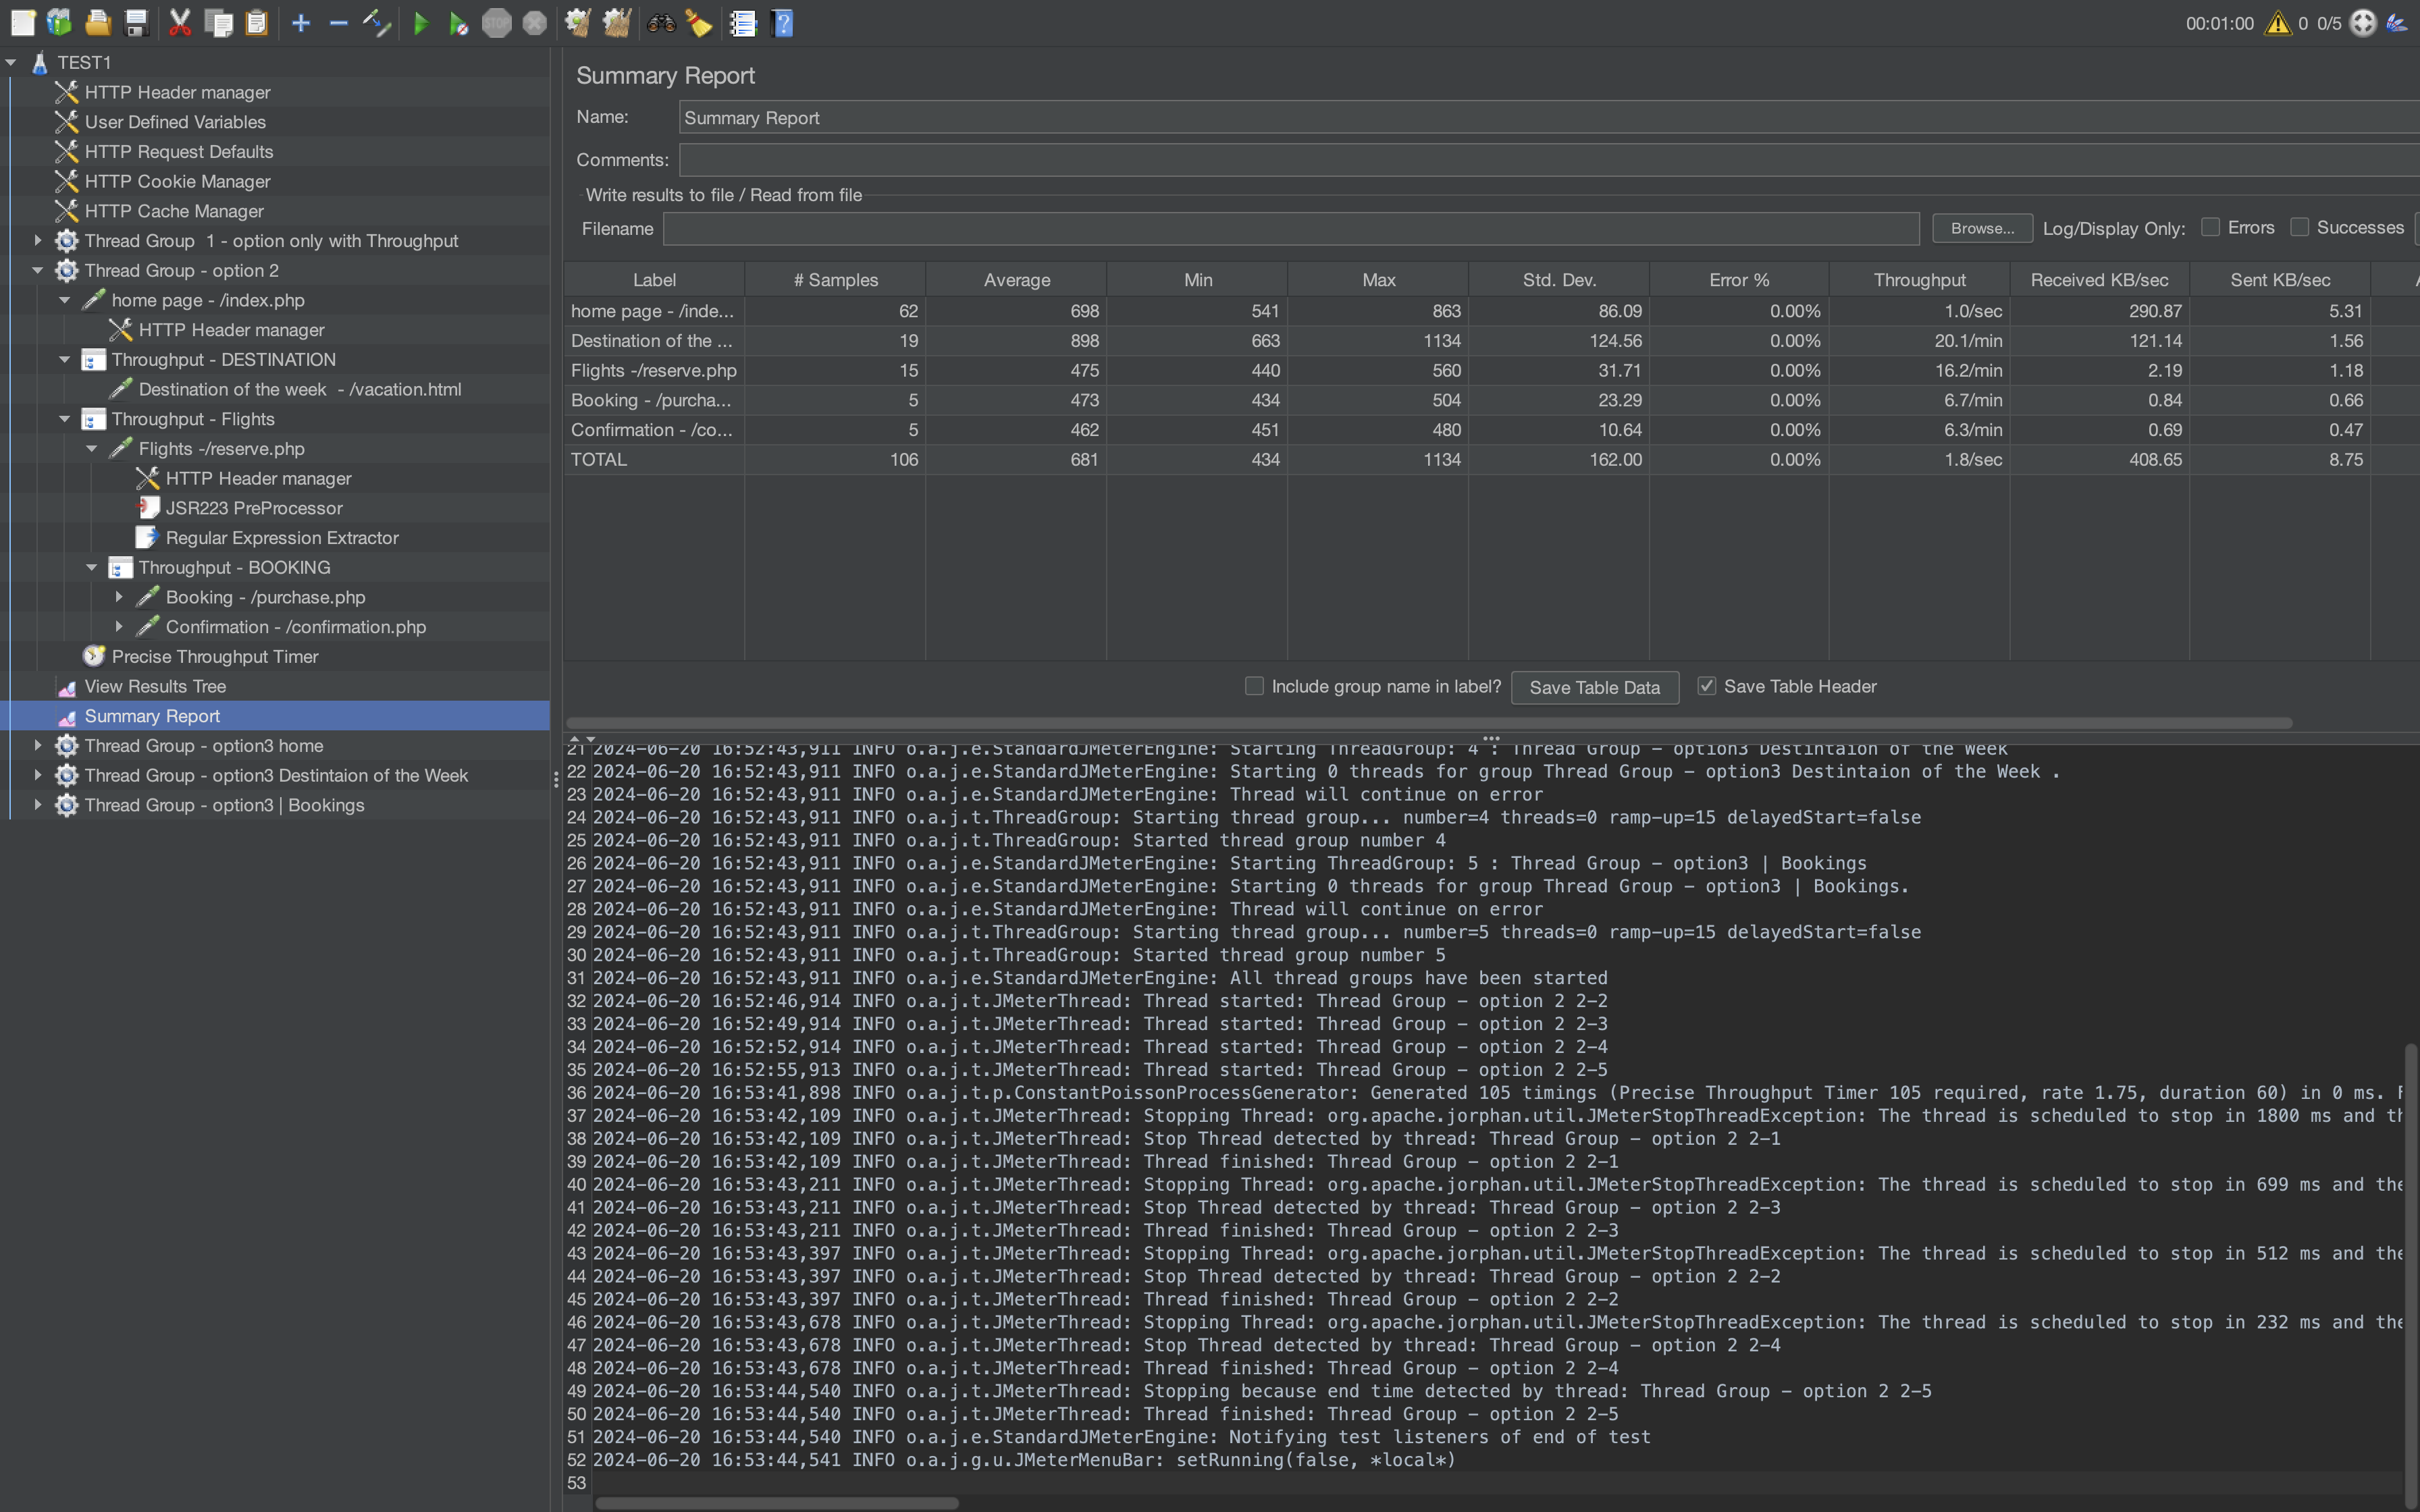 STOP
00:01:00 0 0/5
TEST1
HTTP Header manager
User Defined Variables
HTTP Request Defaults
HTTP Cookie Manager
HTTP Cache Manager
Thread Group 1 - option only with Throughput
Thread Group - option 2
home page - /index.php
HTTP Header manager
Throughput - DESTINATION
Destination of the week - /vacation.html
Throughput - Flights
Flights -/reserve.php
HTTP Header manager
JSR223 PreProcessor
Regular Expression Extractor
Throughput - BOOKING
Booking - /purchase.php
Confirmation - /confirmation.php
Precise Throughput Timer
View Results Tree
Summary Report
Thread Group - option3 home
Thread Group - option3 Destintaion of the Week
Thread Group - option3 | Bookings
Summary Report
Name: Summary Report
Comments:
Write results to file / Read from file
Filename Browse... Log/Display Only: Errors Successes
Label # Samples Average Min Max Std. Dev. Error % Throughput Received KB/sec Sent KB/sec
home page - /inde... 62 698 541 863 86.09 0.00% 1.0/sec 290.87 5.31
Destination of the ... 19 898 663 1134 124.56 0.00% 20.1/min 121.14 1.56
Flights -/reserve.php 15 475 440 560 31.71 0.00% 16.2/min 2.19 1.18
Booking - /purcha... 5 473 434 504 23.29 0.00% 6.7/min 0.84 0.66
Confirmation - /co... 5 462 451 480 10.64 0.00% 6.3/min 0.69 0.47
TOTAL 106 681 434 1134 162.00 0.00% 1.8/sec 408.65 8.75
Include group name in label? Save Table Data Save Table Header
21 2024-06-20 16:52:43,911 INFO o.a.j.e.StandardJMeterEngine: Starting ThreadGroup: 4 : Thread Group - option3 Destintaion of the Week
22 2024-06-20 16:52:43,911 INFO o.a.j.e.StandardJMeterEngine: Starting 0 threads for group Thread Group - option3 Destintaion of the Week .
23 2024-06-20 16:52:43,911 INFO o.a.j.e.StandardJMeterEngine: Thread will continue on error
24 2024-06-20 16:52:43,911 INFO o.a.j.t.ThreadGroup: Starting thread group... number=4 threads=0 ramp-up=15 delayedStart=false
25 2024-06-20 16:52:43,911 INFO o.a.j.t.ThreadGroup: Started thread group number 4
26 2024-06-20 16:52:43,911 INFO o.a.j.e.StandardJMeterEngine: Starting ThreadGroup: 5 : Thread Group - option3 | Bookings
27 2024-06-20 16:52:43,911 INFO o.a.j.e.StandardJMeterEngine: Starting 0 threads for group Thread Group - option3 | Bookings.
28 2024-06-20 16:52:43,911 INFO o.a.j.e.StandardJMeterEngine: Thread will continue on error
29 2024-06-20 16:52:43,911 INFO o.a.j.t.ThreadGroup: Starting thread group... number=5 threads=0 ramp-up=15 delayedStart=false
30 2024-06-20 16:52:43,911 INFO o.a.j.t.ThreadGroup: Started thread group number 5
31 2024-06-20 16:52:43,911 INFO o.a.j.e.StandardJMeterEngine: All thread groups have been started
32 2024-06-20 16:52:46,914 INFO o.a.j.t.JMeterThread: Thread started: Thread Group - option 2 2-2
33 2024-06-20 16:52:49,914 INFO o.a.j.t.JMeterThread: Thread started: Thread Group - option 2 2-3
34 2024-06-20 16:52:52,914 INFO o.a.j.t.JMeterThread: Thread started: Thread Group - option 2 2-4
35 2024-06-20 16:52:55,913 INFO o.a.j.t.JMeterThread: Thread started: Thread Group - option 2 2-5
36 2024-06-20 16:53:41,898 INFO o.a.j.t.p.ConstantPoissonProcessGenerator: Generated 105 timings (Precise Throughput Timer 105 required, rate 1.75, duration 60) in 0 ms.
37 2024-06-20 16:53:42,109 INFO o.a.j.t.JMeterThread: Stopping Thread: org.apache.jorphan.util.JMeterStopThreadException: The thread is scheduled to stop in 1800 ms and th
38 2024-06-20 16:53:42,109 INFO o.a.j.t.JMeterThread: Stop Thread detected by thread: Thread Group - option 2 2-1
39 2024-06-20 16:53:42,109 INFO o.a.j.t.JMeterThread: Thread finished: Thread Group - option 2 2-1
40 2024-06-20 16:53:43,211 INFO o.a.j.t.JMeterThread: Stopping Thread: org.apache.jorphan.util.JMeterStopThreadException: The thread is scheduled to stop in 699 ms and the
41 2024-06-20 16:53:43,211 INFO o.a.j.t.JMeterThread: Stop Thread detected by thread: Thread Group - option 2 2-3
42 2024-06-20 16:53:43,211 INFO o.a.j.t.JMeterThread: Thread finished: Thread Group - option 2 2-3
43 2024-06-20 16:53:43,397 INFO o.a.j.t.JMeterThread: Stopping Thread: org.apache.jorphan.util.JMeterStopThreadException: The thread is scheduled to stop in 512 ms and the
44 2024-06-20 16:53:43,397 INFO o.a.j.t.JMeterThread: Stop Thread detected by thread: Thread Group - option 2 2-2
45 2024-06-20 16:53:43,397 INFO o.a.j.t.JMeterThread: Thread finished: Thread Group - option 2 2-2
46 2024-06-20 16:53:43,678 INFO o.a.j.t.JMeterThread: Stopping Thread: org.apache.jorphan.util.JMeterStopThreadException: The thread is scheduled to stop in 232 ms and the
47 2024-06-20 16:53:43,678 INFO o.a.j.t.JMeterThread: Stop Thread detected by thread: Thread Group - option 2 2-4
48 2024-06-20 16:53:43,678 INFO o.a.j.t.JMeterThread: Thread finished: Thread Group - option 2 2-4
49 2024-06-20 16:53:44,540 INFO o.a.j.t.JMeterThread: Stopping because end time detected by thread: Thread Group - option 2 2-5
50 2024-06-20 16:53:44,540 INFO o.a.j.t.JMeterThread: Thread finished: Thread Group - option 2 2-5
51 2024-06-20 16:53:44,540 INFO o.a.j.e.StandardJMeterEngine: Notifying test listeners of end of test
52 2024-06-20 16:53:44,541 INFO o.a.j.g.u.JMeterMenuBar: setRunning(false, *local*)
53